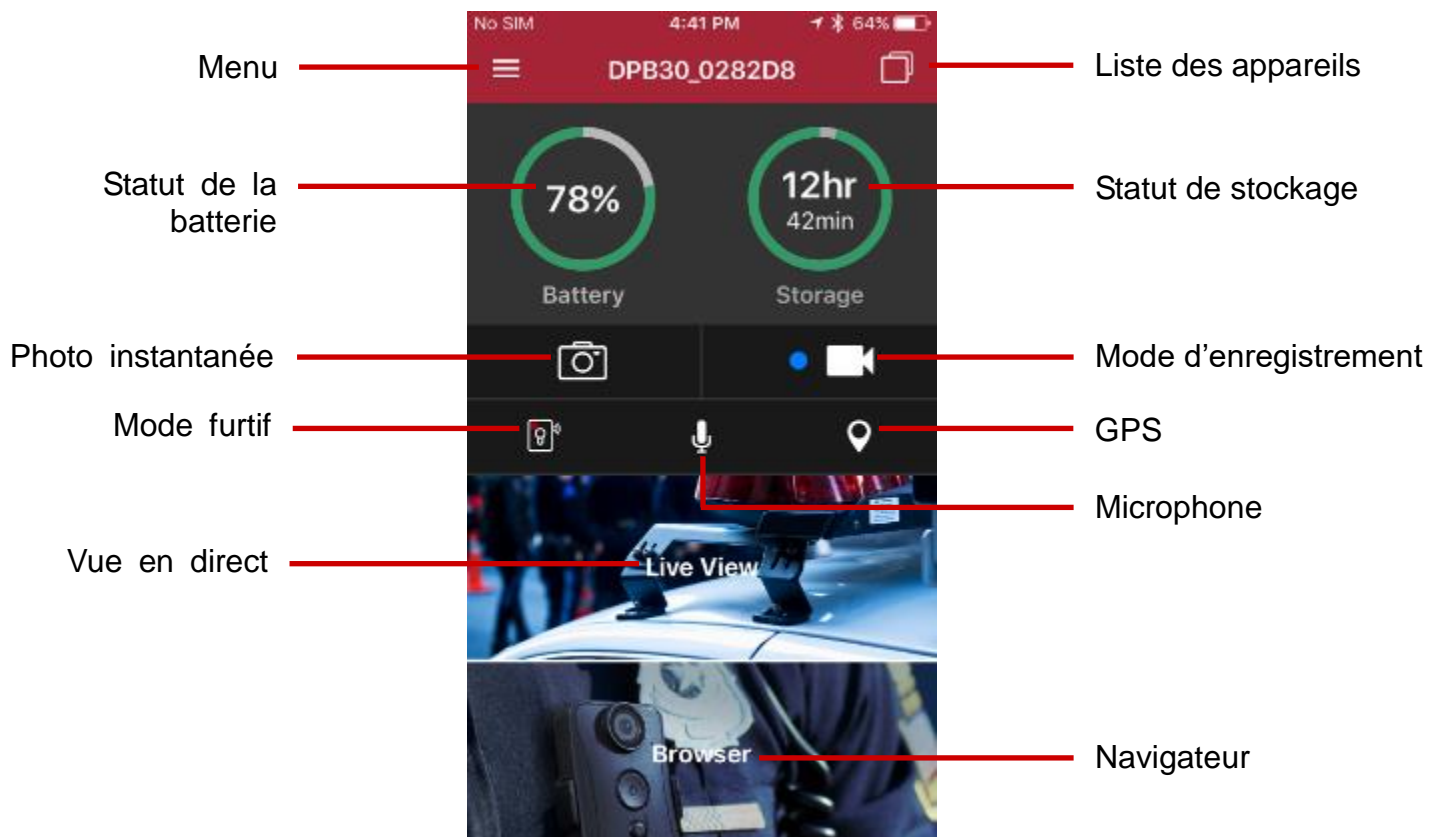 No SIM 4:41 PM 64%
Menu DPB30_0282D8 Liste des appareils
Statut de la
batterie
78%
12hr
42min
Statut de stockage
Battery Storage
Photo instantanée
Mode d’enregistrement
Mode furtif
GPS
Microphone
Vue en direct
Live View
Browser
Navigateur